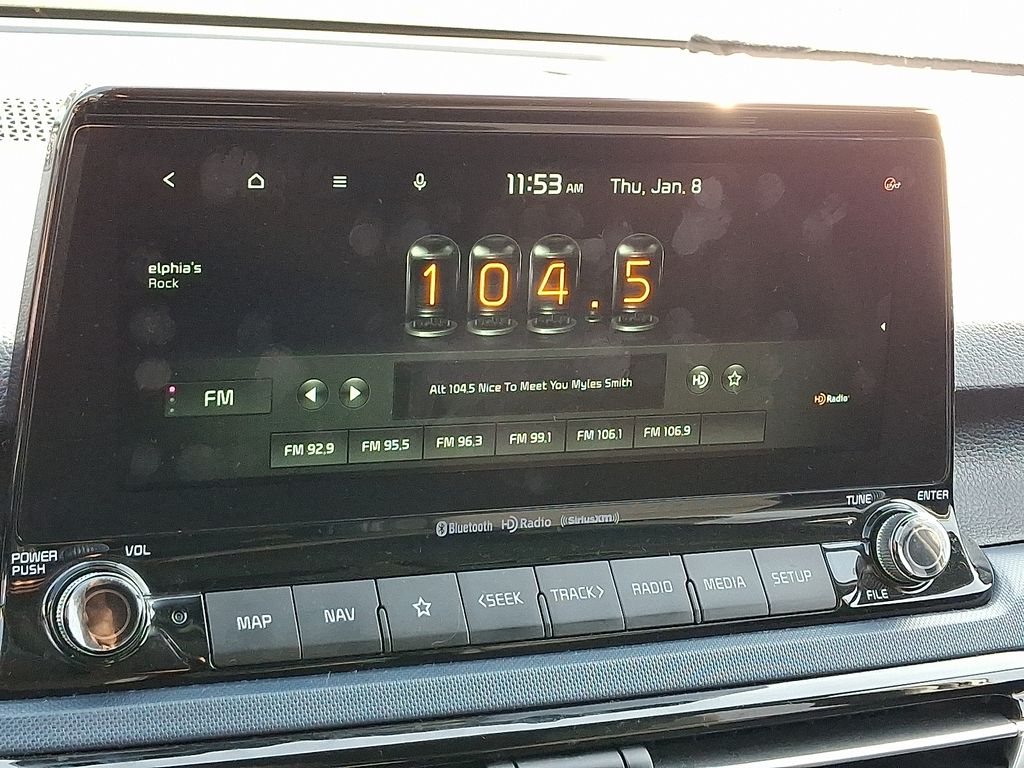 11:53 AM Thu, Jan. 8
elphia's
Rock
104.5
FM
Alt 104.5 Nice To Meet You Myles Smith
HD
HD Radio
FM 92.9 FM 95.5 FM 96.3 FM 99.1 FM 106.1 FM 106.9
Bluetooth HD Radio ((SiriusXM))
TUNE ENTER
POWER VOL
PUSH
MAP NAV <SEEK TRACK> RADIO MEDIA SETUP
FILE